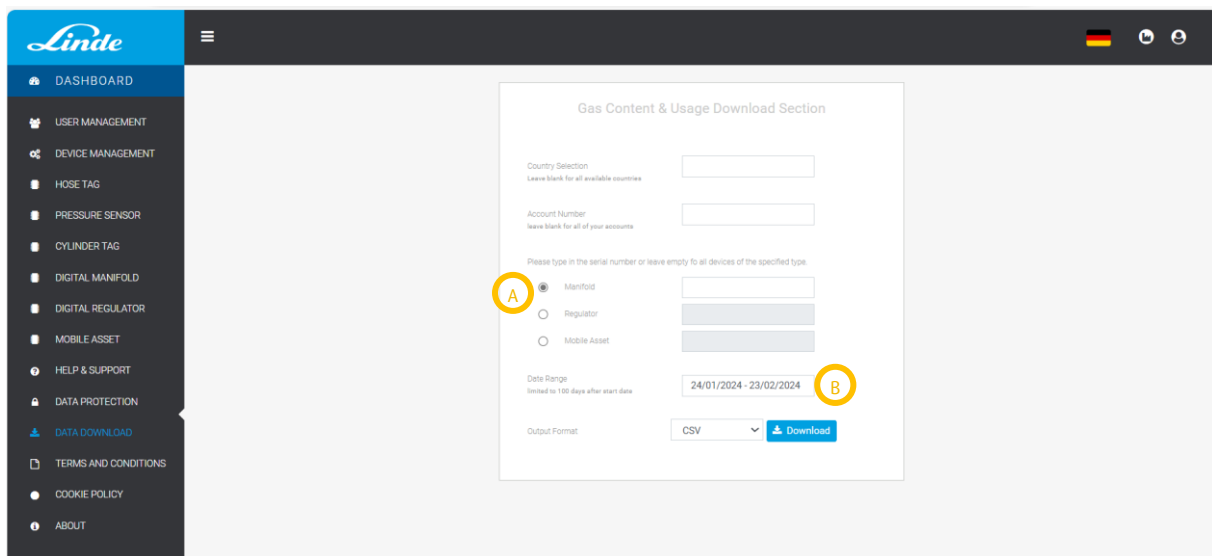 Linde
DASHBOARD
USER MANAGEMENT
DEVICE MANAGEMENT
HOSE TAG
PRESSURE SENSOR
CYLINDER TAG
DIGITAL MANIFOLD
DIGITAL REGULATOR
MOBILE ASSET
HELP & SUPPORT
DATA PROTECTION
DATA DOWNLOAD
TERMS AND CONDITIONS
COOKIE POLICY
ABOUT
Gas Content & Usage Download Section
Country Selection
Leave blank for all available countries
Account Number
leave blank for all of your accounts
Please type in the serial number or leave empty fo all devices of the specified type.
A
Manifold
Regulator
Mobile Asset
Date Range
limited to 100 days after start date
24/01/2024 - 23/02/2024
B
Output Format
CSV
Download